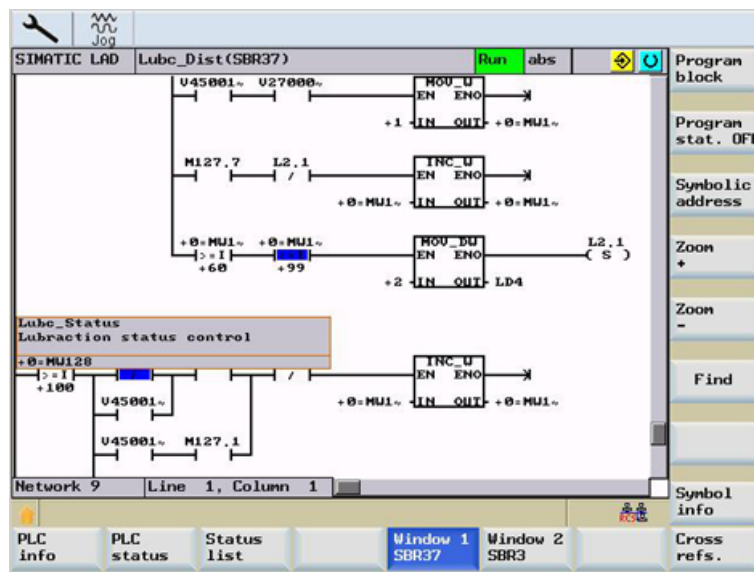 Jog
SIMATIC LAD Lubc_Dist(SBR37) Run abs
V45001~ V27000~ MOV_W
EN ENO
+1 IN OUT +0=MW1~
M127.7 L2.1 INC_W
/ EN ENO
+0=MW1~ IN OUT +0=MW1~
+0=MW1~ +0=MW1~ MOV_DW L2.1
>=I EN ENO ( S )
+60 +99
+2 IN OUT LD4
Lubc_Status
Lubraction status control
+0=MW128 INC_W
>=I / / EN ENO
+100
V45001~ +0=MW1~ IN OUT +0=MW1~
V45001~ M127.1
Network 9 Line 1, Column 1
RCS
Program
block
Program
stat. OFF
Symbolic
address
Zoom
+
Zoom
-
Find
Symbol
info
Cross
refs.
PLC
info
PLC
status
Status
list
Window 1
SBR37
Window 2
SBR3